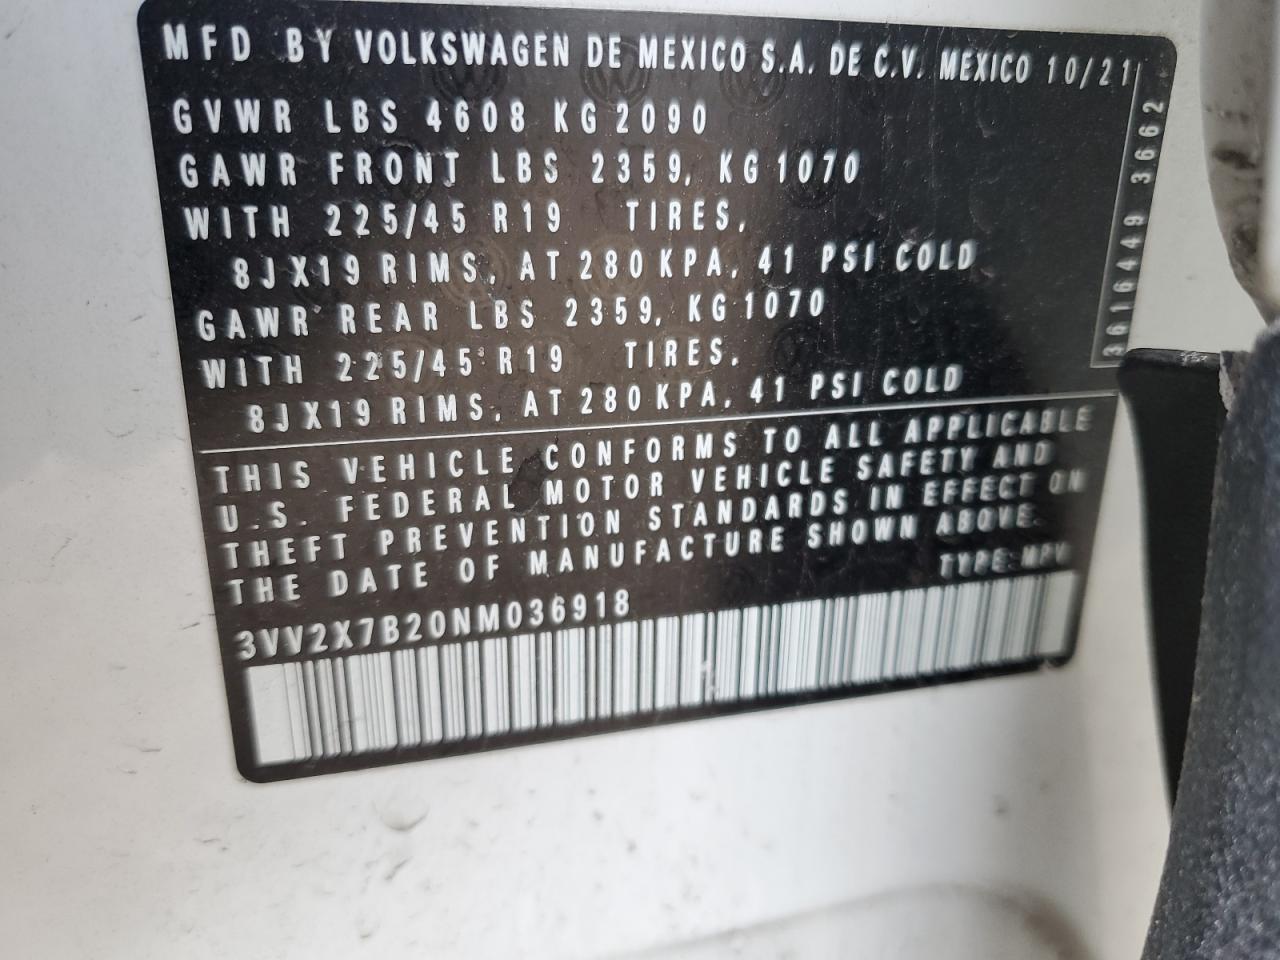 MFD BY VOLKSWAGEN DE MEXICO S.A. DE C.V. MEXICO 10/21
GVWR LBS 4608 KG 2090
GAWR FRONT LBS 2359, KG 1070
WITH 225/45 R19 TIRES,
8JX19 RIMS, AT 280 KPA, 41 PSI COLD
GAWR REAR LBS 2359, KG 1070
WITH 225/45 R19 TIRES,
8JX19 RIMS, AT 280 KPA, 41 PSI COLD
3616449 3662
THIS VEHICLE CONFORMS TO ALL APPLICABLE
U.S. FEDERAL MOTOR VEHICLE SAFETY AND
THEFT PREVENTION STANDARDS IN EFFECT ON
THE DATE OF MANUFACTURE SHOWN ABOVE.
TYPE: MPV
3VV2X7B20NM036918